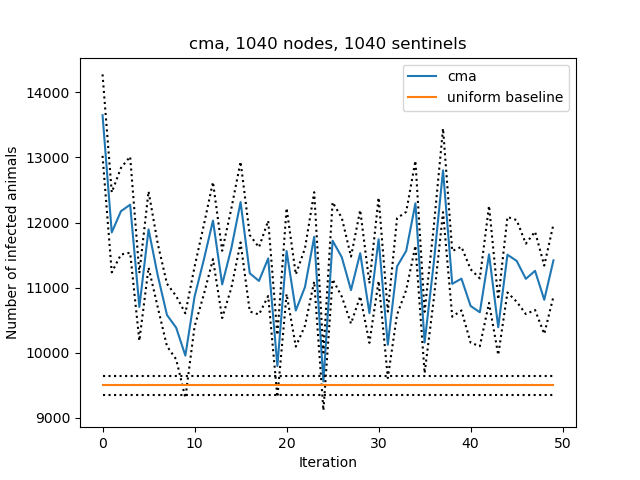 cma, 1040 nodes, 1040 sentinels
cma
uniform baseline
Number of infected animals
14000
13000
12000
11000
10000
9000
0 10 20 30 40 50
Iteration